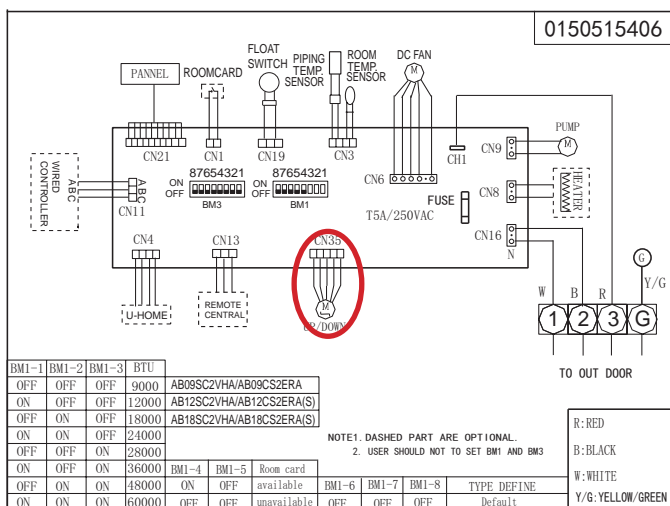 0150515406
FLOAT SWITCH
PIPING TEMP. SENSOR
ROOM TEMP. SENSOR
DC FAN
M
PANNEL
ROOMCARD
PUMP
M
CN21
CN1
CN19
CN3
CN6
CH1
CN9
WIRED CONTROLLER
A B C
A B C
CN11
87654321
ON
OFF
BM3
87654321
ON
OFF
BM1
FUSE
T5A/250VAC
CN8
HEATER
CN16
N
CN4
CN13
CN35
U-HOME
REMOTE CENTRAL
M
UP/DOWN
G
Y/G
W
B
R
1
2
3
G
TO OUT DOOR
BM1-1 BM1-2 BM1-3 BTU
OFF OFF OFF 9000 AB09SC2VHA/AB09CS2ERA
ON OFF OFF 12000 AB12SC2VHA/AB12CS2ERA(S)
OFF ON OFF 18000 AB18SC2VHA/AB18CS2ERA(S)
ON ON OFF 24000
OFF OFF ON 28000
ON OFF ON 36000 BM1-4 BM1-5 Room card
OFF ON ON 48000 ON OFF available BM1-6 BM1-7 BM1-8 TYPE DEFINE
ON ON ON 60000 OFF OFF unavailable OFF OFF OFF Default
NOTE1. DASHED PART ARE OPTIONAL.
2. USER SHOULD NOT TO SET BM1 AND BM3
R:RED
B:BLACK
W:WHITE
Y/G:YELLOW/GREEN